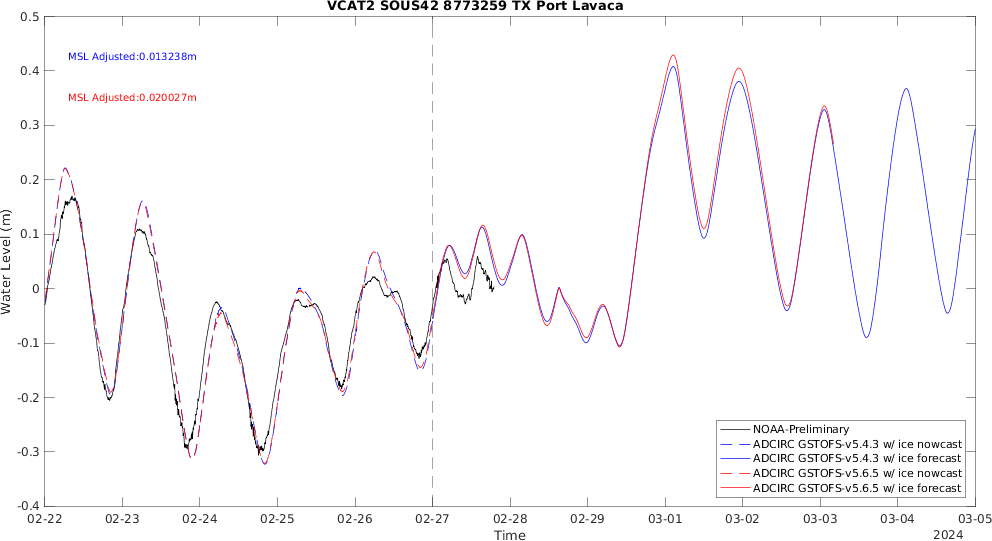 VCAT2 SOUS42 8773259 TX Port Lavaca
MSL Adjusted:0.013238m
MSL Adjusted:0.020027m
Water Level (m)
0.5
0.4
0.3
0.2
0.1
0
-0.1
-0.2
-0.3
-0.4
NOAA-Preliminary
ADCIRC GSTOFS-v5.4.3 w/ ice nowcast
ADCIRC GSTOFS-v5.4.3 w/ ice forecast
ADCIRC GSTOFS-v5.6.5 w/ ice nowcast
ADCIRC GSTOFS-v5.6.5 w/ ice forecast
02-22 02-23 02-24 02-25 02-26 02-27 02-28 02-29 03-01 03-02 03-03 03-04 03-05
Time
2024